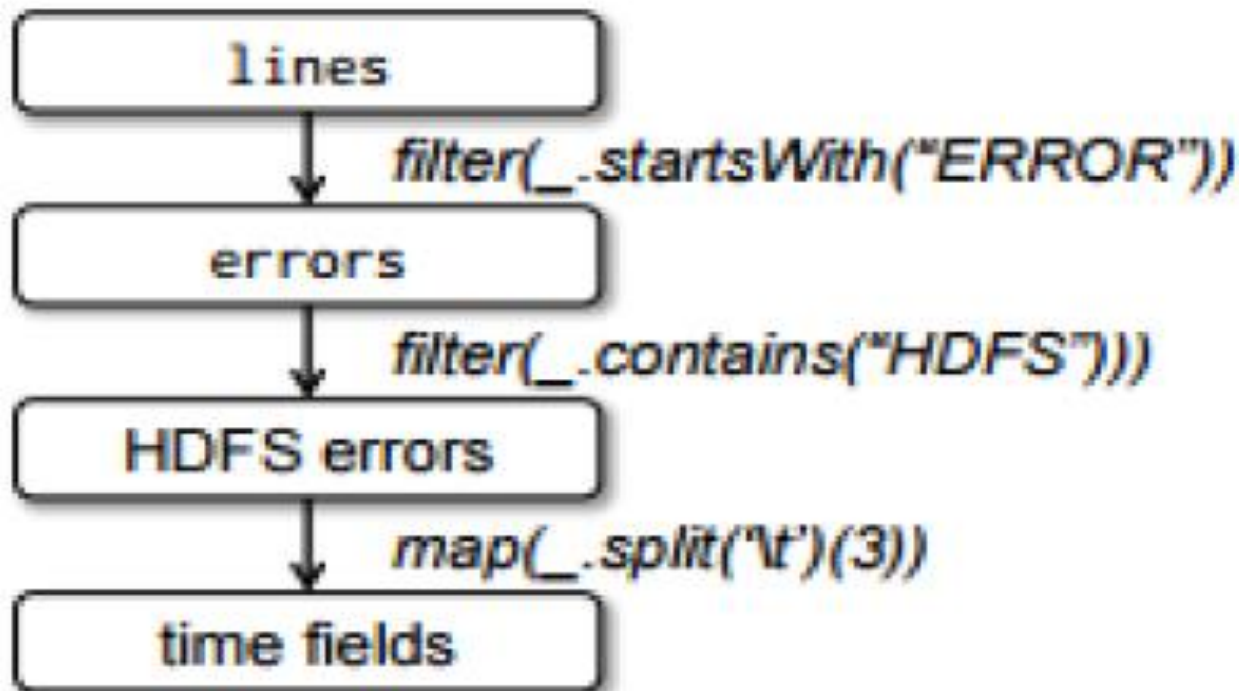 lines
filter(_.startsWith("ERROR"))
errors
filter(_.contains("HDFS")))
HDFS errors
map(_.split('\t')(3))
time fields